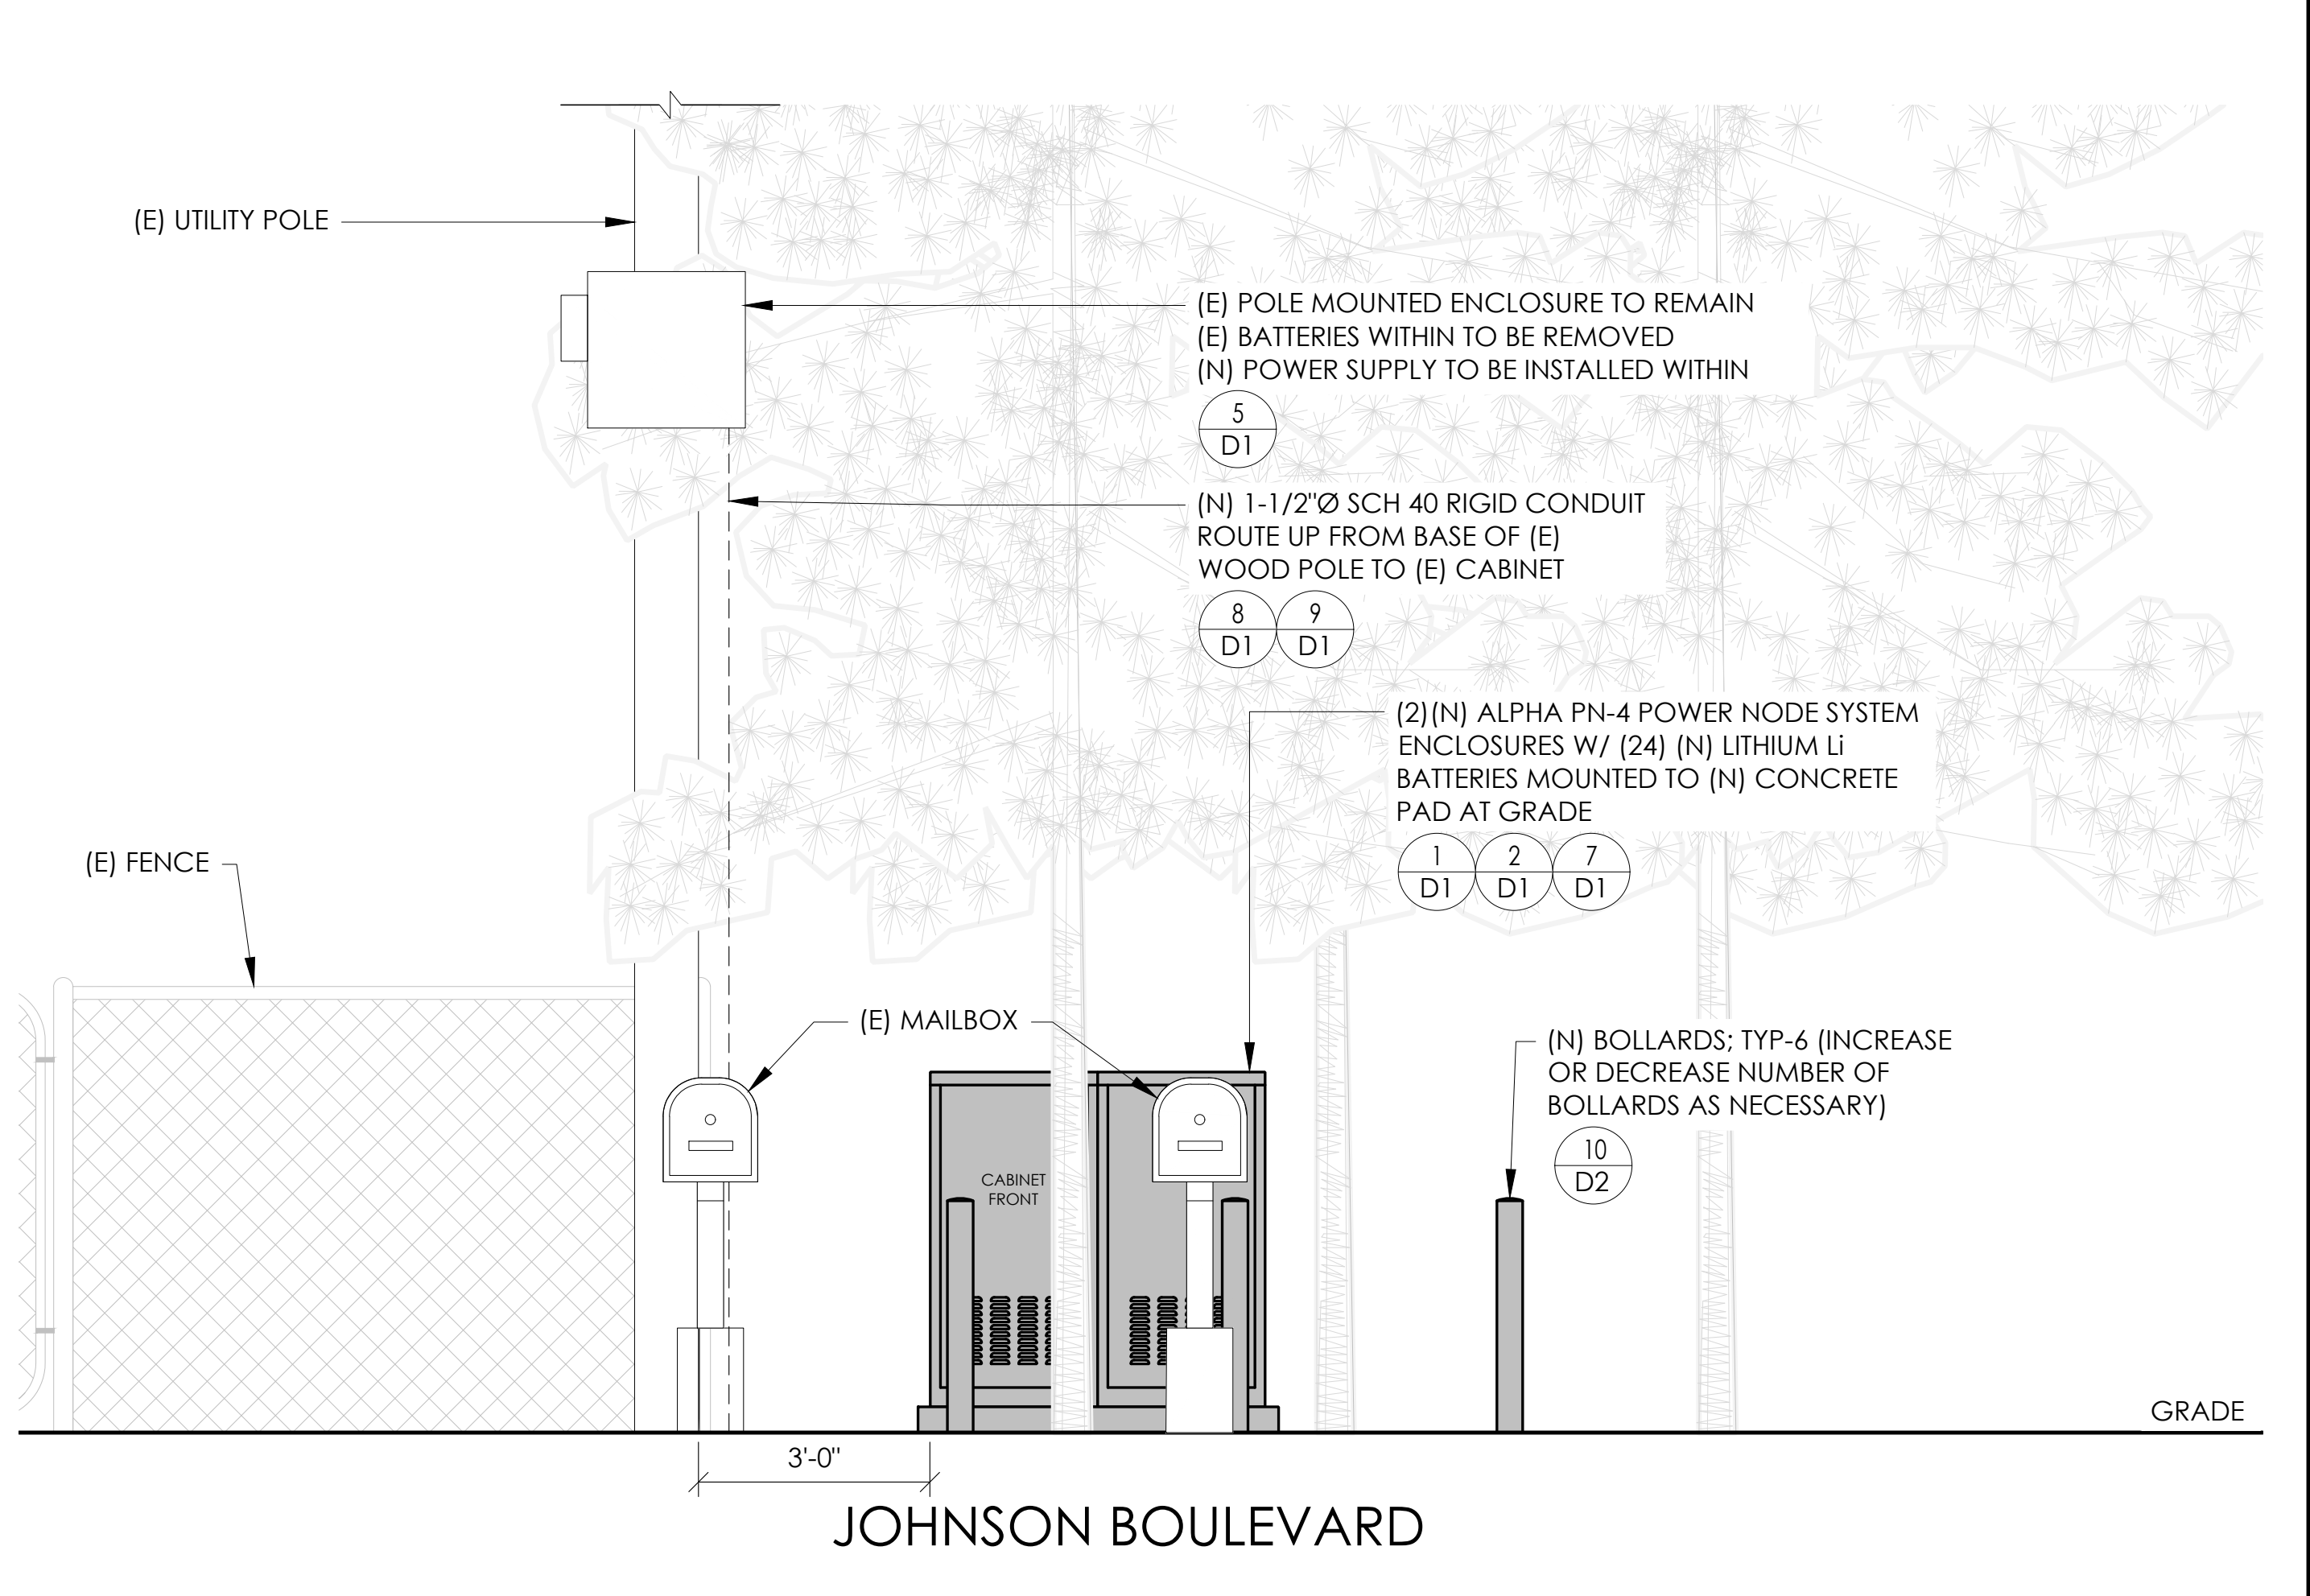 (E) UTILITY POLE
(E) POLE MOUNTED ENCLOSURE TO REMAIN
(E) BATTERIES WITHIN TO BE REMOVED
(N) POWER SUPPLY TO BE INSTALLED WITHIN
5
D1
(N) 1-1/2"Ø SCH 40 RIGID CONDUIT
ROUTE UP FROM BASE OF (E)
WOOD POLE TO (E) CABINET
8 9
D1 D1
(2)(N) ALPHA PN-4 POWER NODE SYSTEM
ENCLOSURES W/ (24) (N) LITHIUM Li
BATTERIES MOUNTED TO (N) CONCRETE
PAD AT GRADE
1 2 7
D1 D1 D1
(E) FENCE
(E) MAILBOX
(N) BOLLARDS; TYP-6 (INCREASE
OR DECREASE NUMBER OF
BOLLARDS AS NECESSARY)
10
D2
CABINET
FRONT
GRADE
3'-0"
JOHNSON BOULEVARD